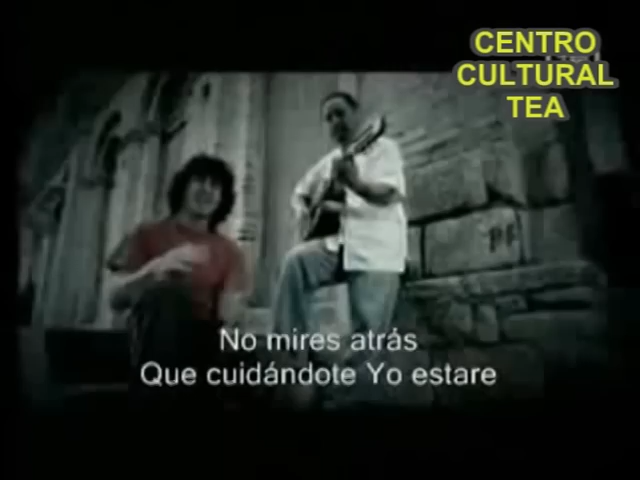 CENTRO
CULTURAL
TEA
No mires atrás
Que cuidándote Yo estare